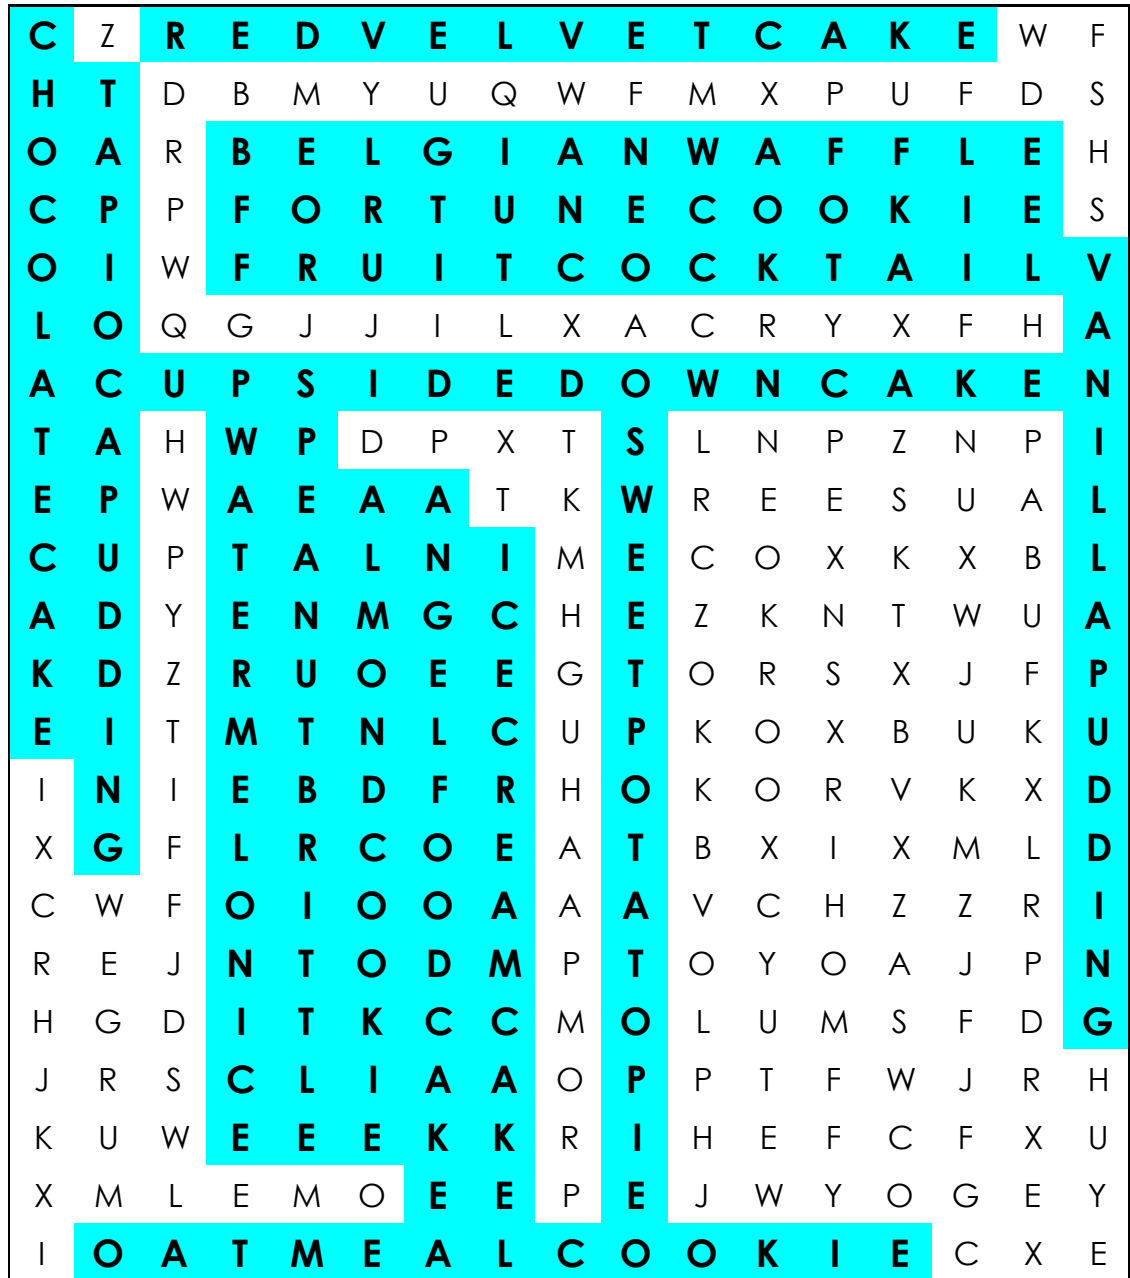 C Z R E D V E L V E T C A K E W F
H T D B M Y U Q W F M X P U F D S
O A R B E L G I A N W A F F L E H
C P P F O R T U N E C O O K I E S
O I W F R U I T C O C K T A I L V
L O Q G J J I L X A C R Y X F H A
A C U P S I D E D O W N C A K E N
T A H W P D P X T S L N P Z N P I
E P W A E A A T K W R E E S U A L
C U P T A L N I M E C O X K X B L
A D Y E N M G C H E Z K N T W U A
K D Z R U O E E G T O R S X J F P
E I T M T N L C U P K O X B U K U
I N I E B D F R H O K O R V K X D
X G F L R C O E A T B X I X M L D
C W F O I O O A A A V C H Z Z R I
R E J N T O D M P T O Y O A J P N
H G D I T K C C M O L U M S F D G
J R S C L I A A O P P T F W J R H
K U W E E E K K R I H E F C F X U
X M L E M O E E P E J W Y O G E Y
I O A T M E A L C O O K I E C X E